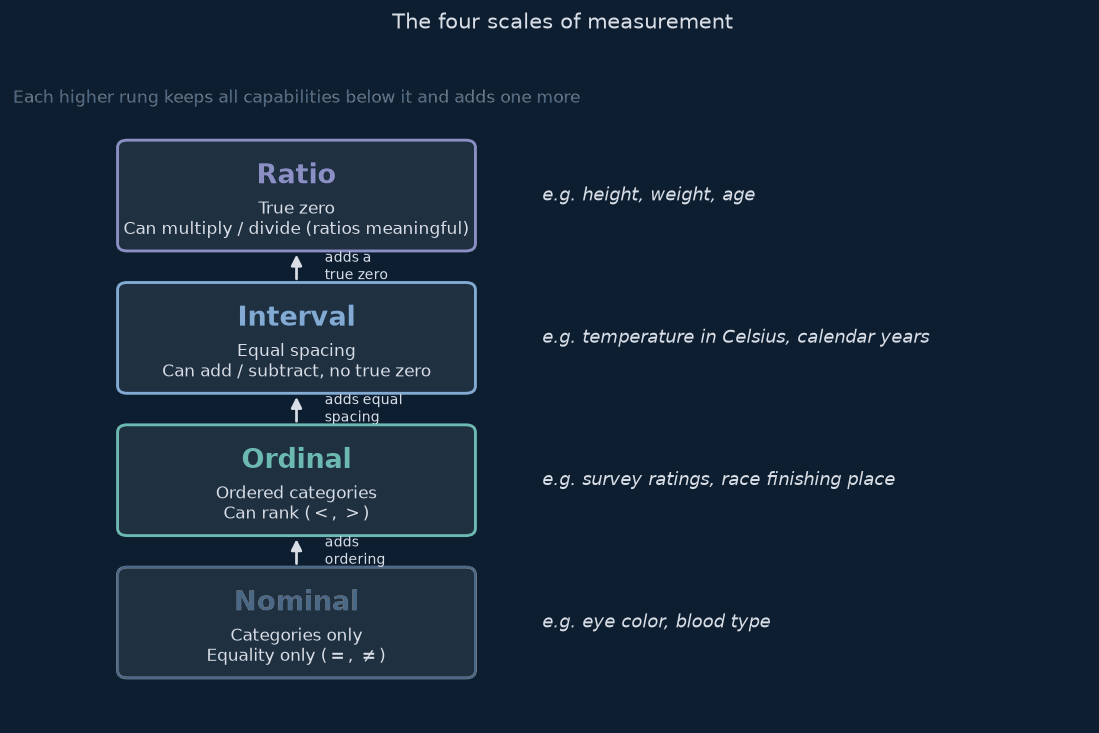 The four scales of measurement
Each higher rung keeps all capabilities below it and adds one more
Ratio
True zero
Can multiply / divide (ratios meaningful)
e.g. height, weight, age
adds a
true zero
Interval
Equal spacing
Can add / subtract, no true zero
e.g. temperature in Celsius, calendar years
adds equal
spacing
Ordinal
Ordered categories
Can rank (<, >)
e.g. survey ratings, race finishing place
adds
ordering
Nominal
Categories only
Equality only (=, ≠)
e.g. eye color, blood type